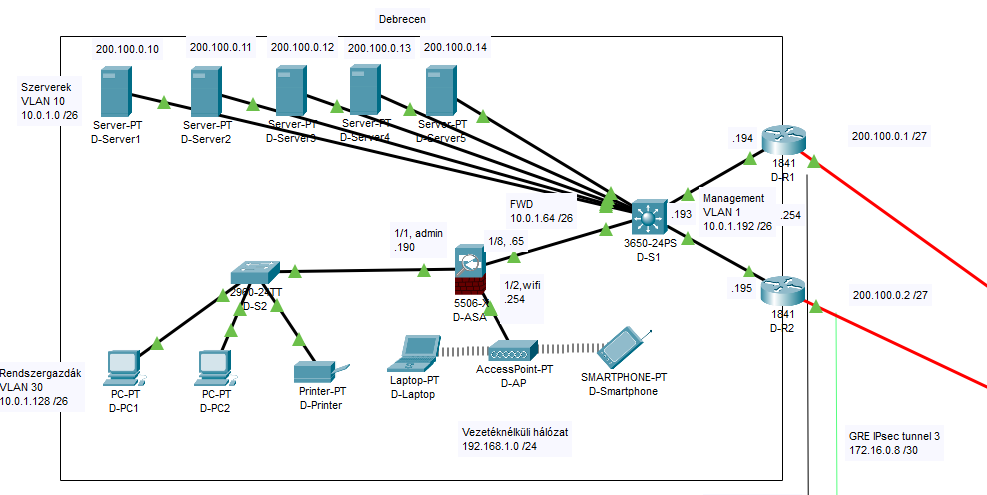 Debrecen
200.100.0.10
200.100.0.11
200.100.0.12
200.100.0.13
200.100.0.14
Szerverek
VLAN 10
10.0.1.0 /26
Server-PT
D-Server1
Server-PT
D-Server2
Server-PT
D-Server3
Server-PT
D-Server4
Server-PT
D-Server5
.194
1841
D-R1
200.100.0.1 /27
FWD
10.0.1.64 /26
.193
Management
VLAN 1
10.0.1.192 /26
.254
3650-24PS
D-S1
1/1, admin
.190
1/8, .65
1/2,wifi
.254
5506-X
D-ASA
2960-24TT
D-S2
.195
1841
D-R2
200.100.0.2 /27
Rendszergazdák
VLAN 30
10.0.1.128 /26
PC-PT
D-PC1
PC-PT
D-PC2
Printer-PT
D-Printer
Laptop-PT
D-Laptop
AccessPoint-PT
D-AP
SMARTPHONE-PT
D-Smartphone
Vezetéknélküli hálózat
192.168.1.0 /24
GRE IPsec tunnel 3
172.16.0.8 /30